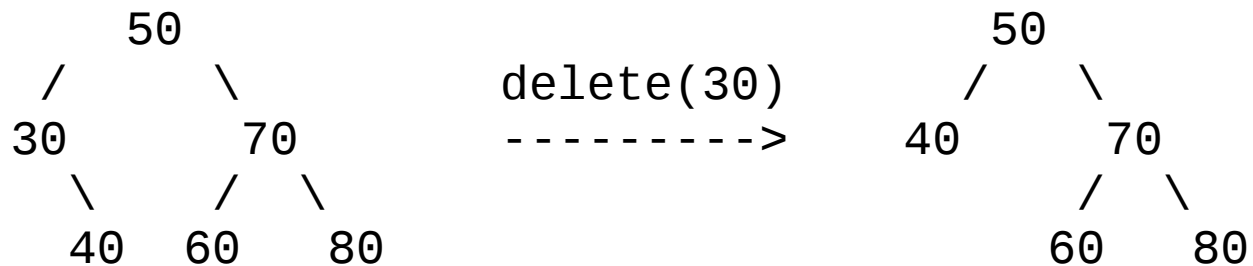 50                             50
           /     \         delete(30)      /    \
         30      70        --------->    40      70
           \    /  \                            /  \
           40  60   80                         60   80